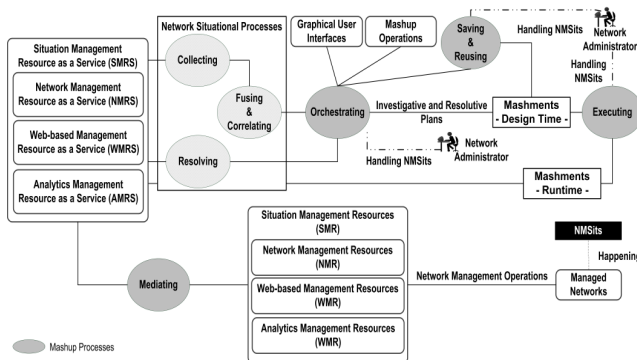 Situation Management
Resource as a Service (SMRS)
Network Management
Resource as a Service (NMRS)
Web-based Management
Resource as a Service (WMRS)
Analytics Management
Resource as a Service (AMRS)
Network Situational Processes
Collecting
Fusing
&
Correlating
Resolving
Graphical User
Interfaces
Mashup
Operations
Saving
&
Reusing
Handling NMSits
Network
Administrator
Handling
NMSits
Orchestrating
Investigative and Resolutive
Plans
Mashments
- Design Time -
Executing
Handling NMSits
Network
Administrator
Mashments
- Runtime -
Situation Management Resources
(SMR)
Network Management Resources
(NMR)
Web-based Management Resources
(WMR)
Analytics Management Resources
(WMR)
Mediating
Network Management Operations
NMSits
Happening
Managed
Networks
Mashup Processes